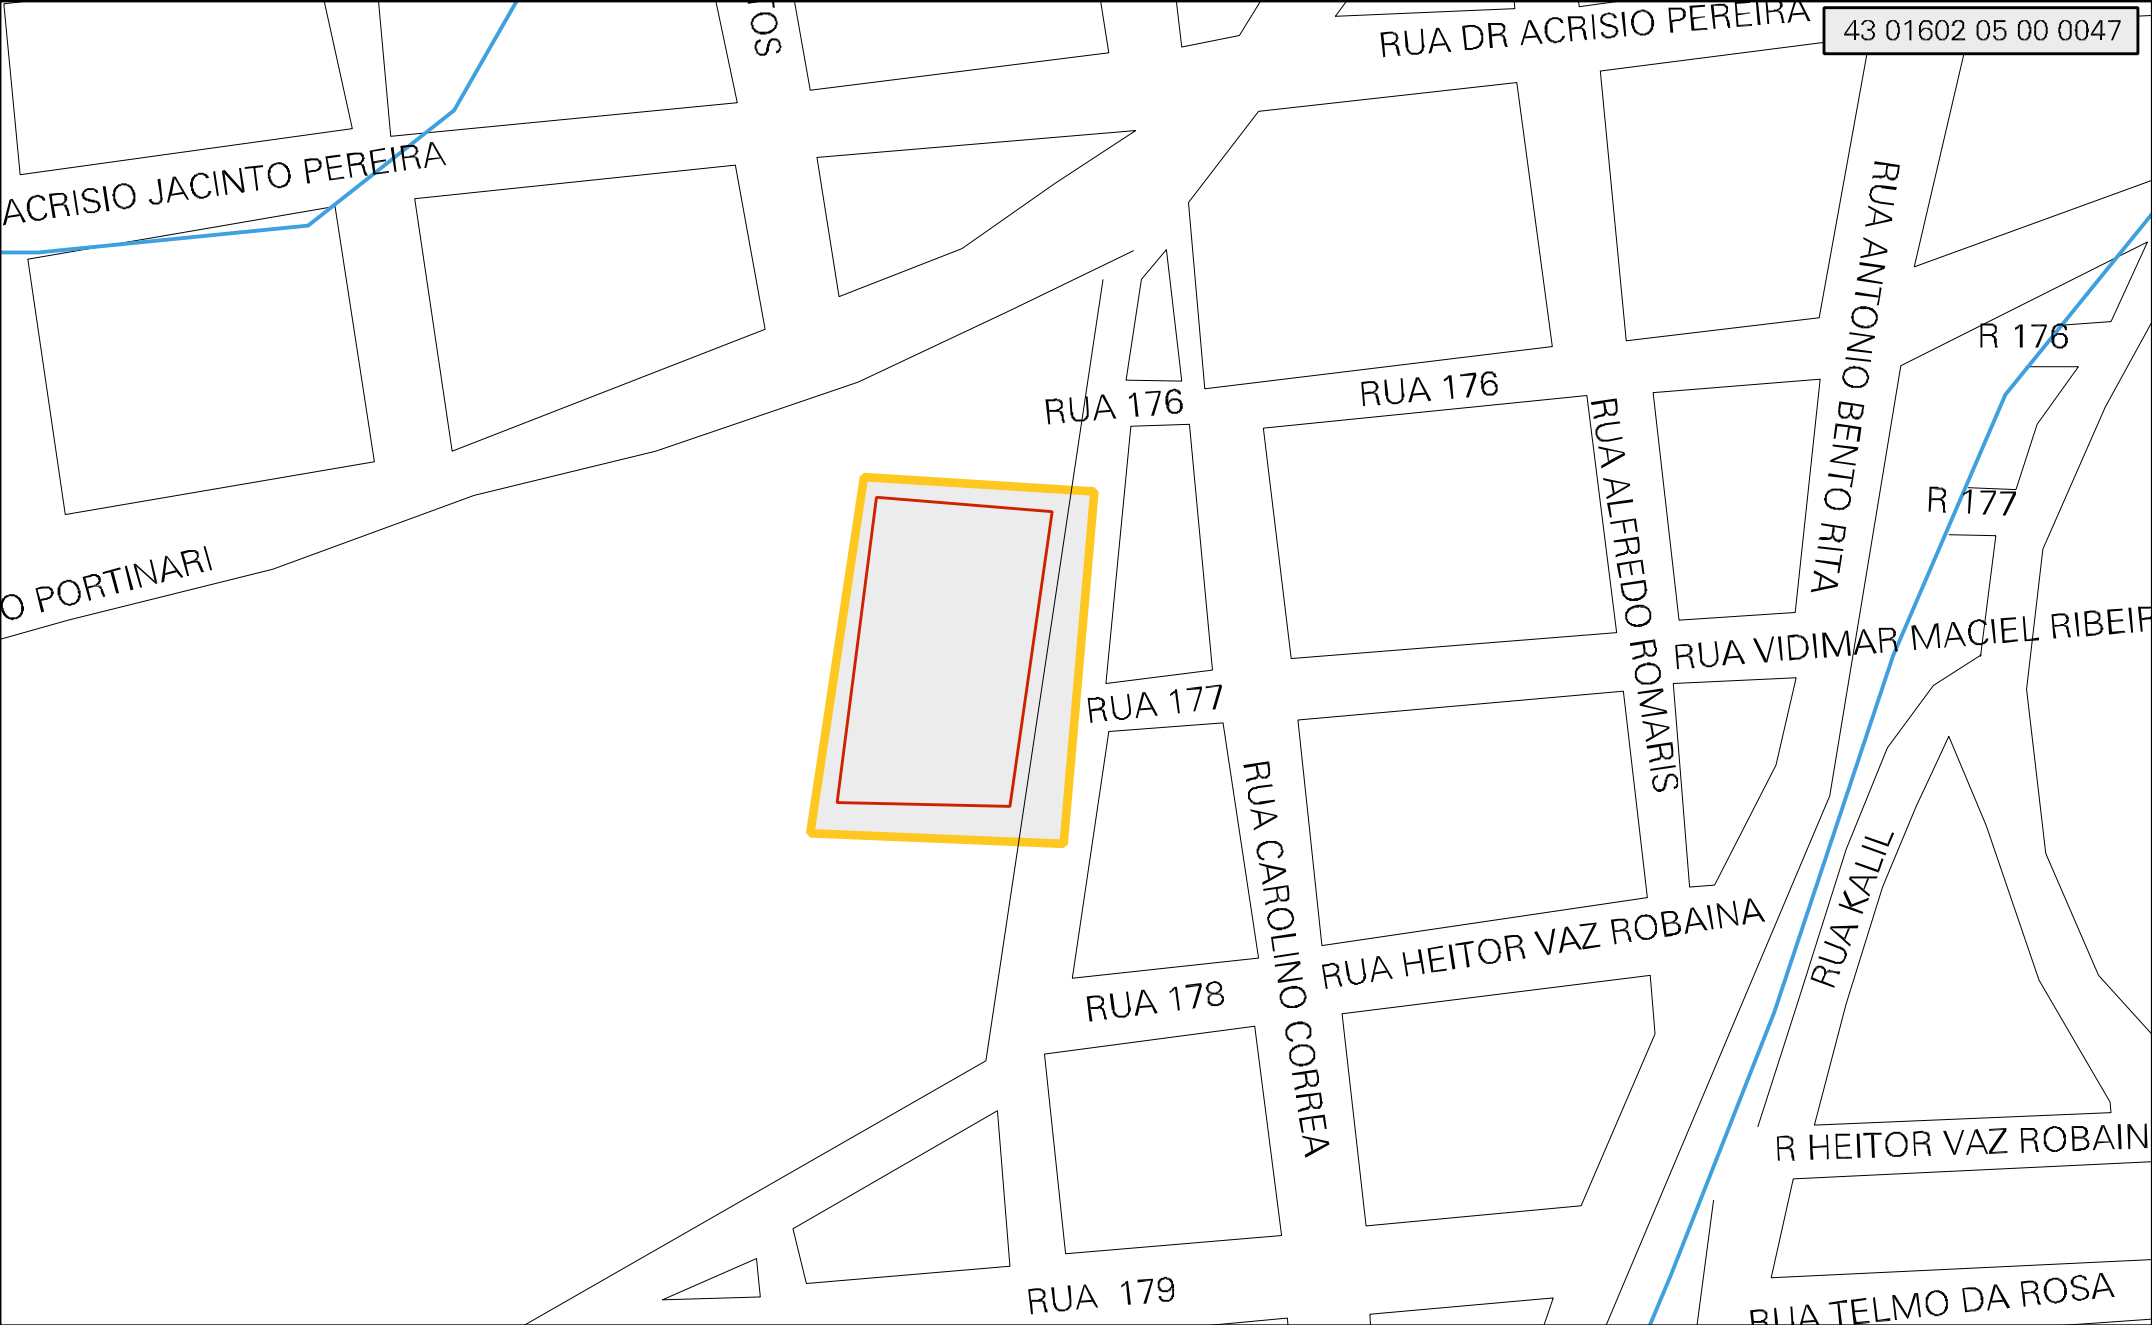 TOS
RUA DR ACRISIO PEREIRA
43 01602 05 00 0047
ACRISIO JACINTO PEREIRA
RUA ANTONIO BENTO RITA
R 176
RUA 176
RUA 176
RUA ALFREDO ROMARIS
R 177
O PORTINARI
RUA VIDIMAR MACIEL RIBEIR
RUA 177
RUA CAROLINO CORREA
RUA KALIL
RUA HEITOR VAZ ROBAINA
RUA 178
R HEITOR VAZ ROBAIN
RUA 179
RUA TELMO DA ROSA